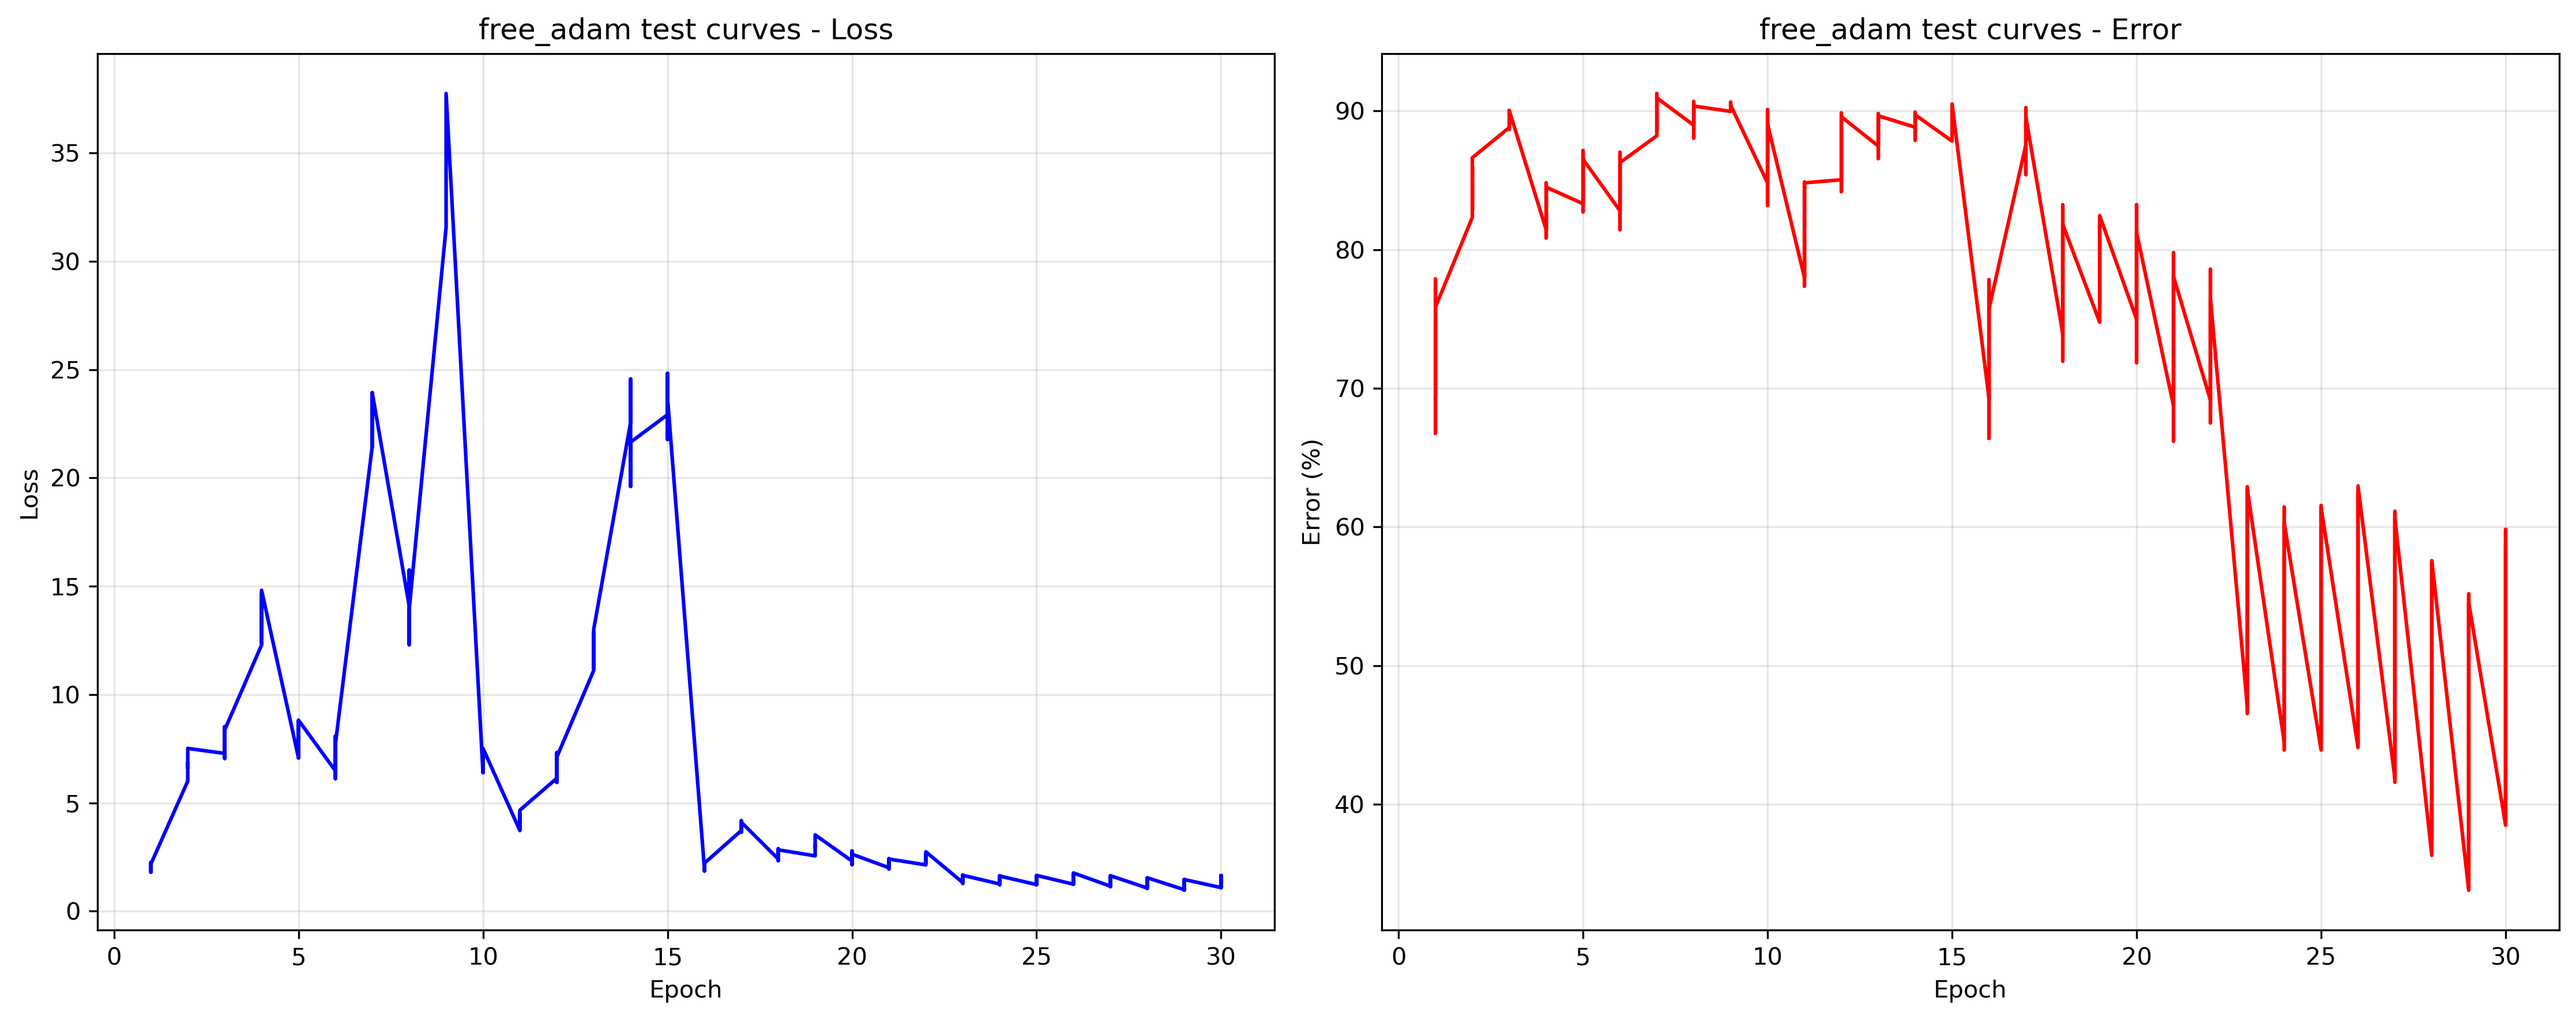 free_adam test curves - Loss
Loss
35
30
25
20
15
10
5
0
0 5 10 15 20 25 30
Epoch
free_adam test curves - Error
Error (%)
90
80
70
60
50
40
0 5 10 15 20 25 30
Epoch